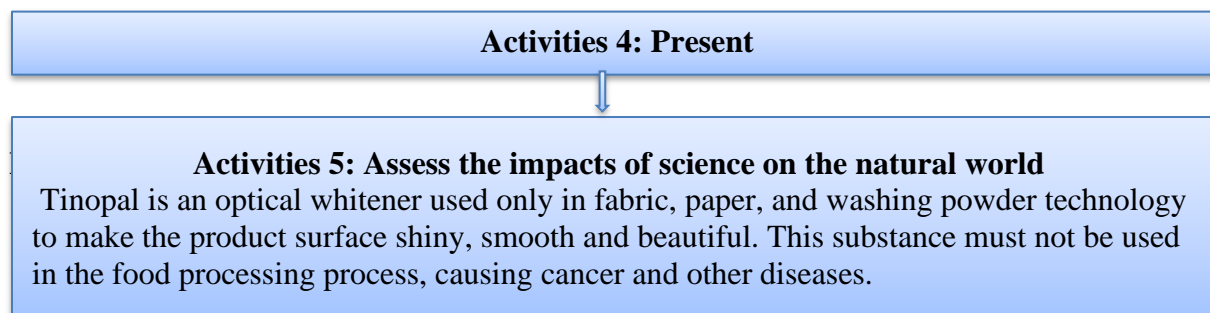 Activities 4: Present
Activities 5: Assess the impacts of science on the natural world
Tinopal is an optical whitener used only in fabric, paper, and washing powder technology
to make the product surface shiny, smooth and beautiful. This substance must not be used
in the food processing process, causing cancer and other diseases.